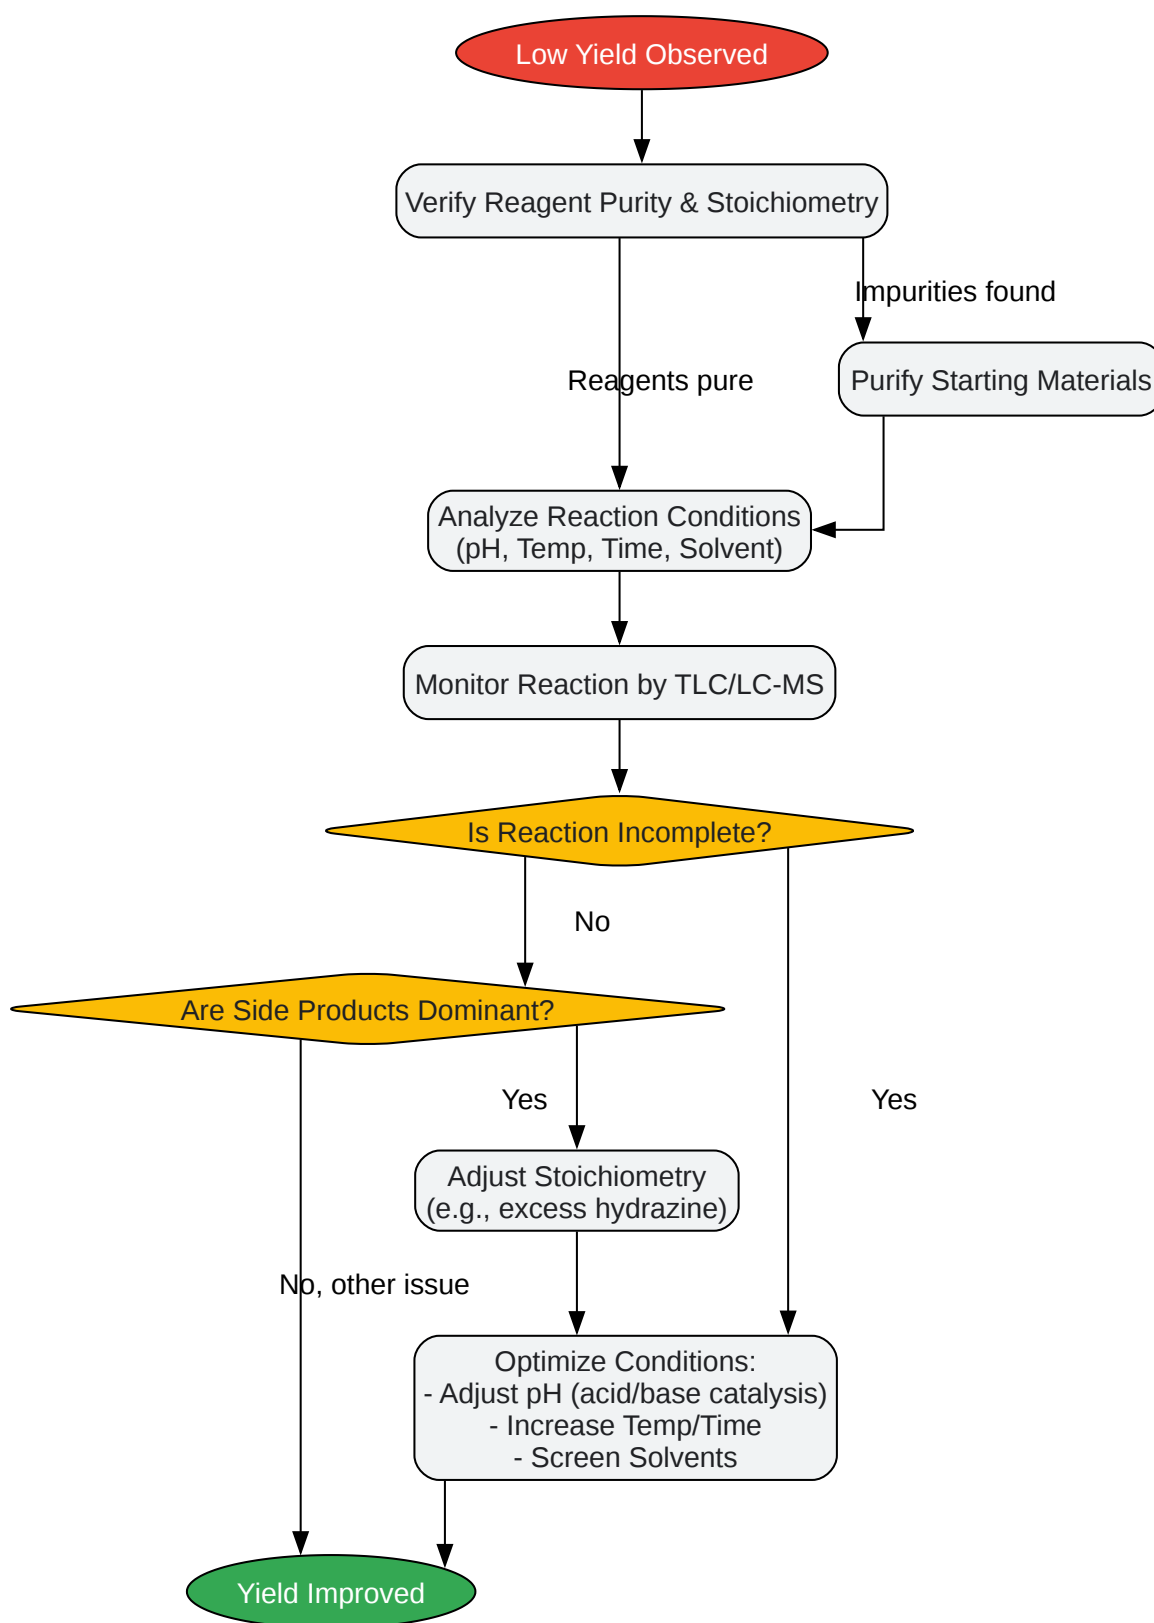 Low Yield Observed
Verify Reagent Purity & Stoichiometry
Impurities found
Reagents pure
Purify Starting Materials
Analyze Reaction Conditions
(pH, Temp, Time, Solvent)
Monitor Reaction by TLC/LC-MS
Is Reaction Incomplete?
No
Are Side Products Dominant?
Yes
Yes
Adjust Stoichiometry
(e.g., excess hydrazine)
No, other issue
Optimize Conditions:
- Adjust pH (acid/base catalysis)
- Increase Temp/Time
- Screen Solvents
Yield Improved